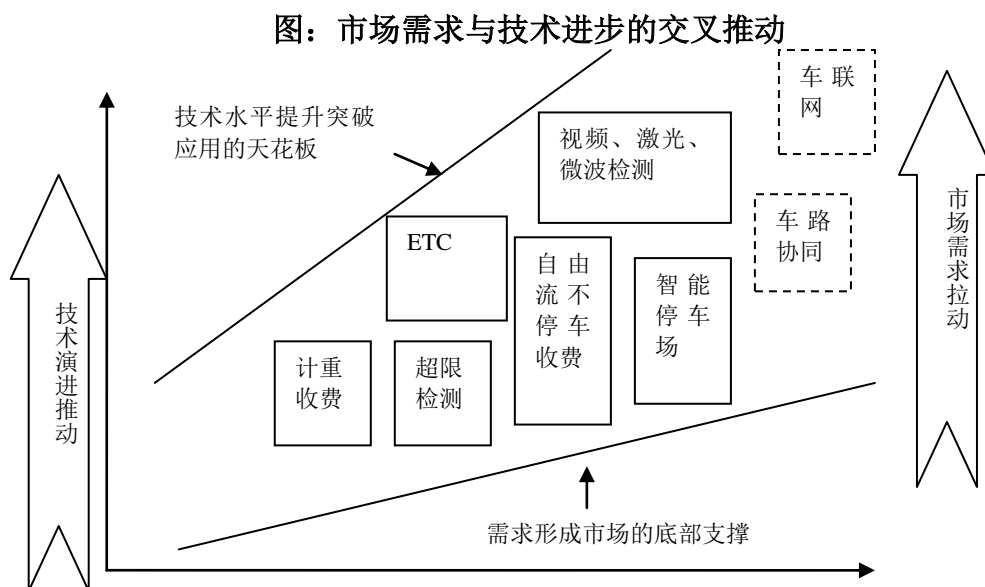 图：市场需求与技术进步的交叉推动
车联
网
技术水平提升突破
应用的天花板
视频、激光、
微波检测
车路
协同
ETC
自由
流不
停车
收费
智能
停车
场
计重
收费
超限
检测
技术演进推动
市场需求拉动
需求形成市场的底部支撑